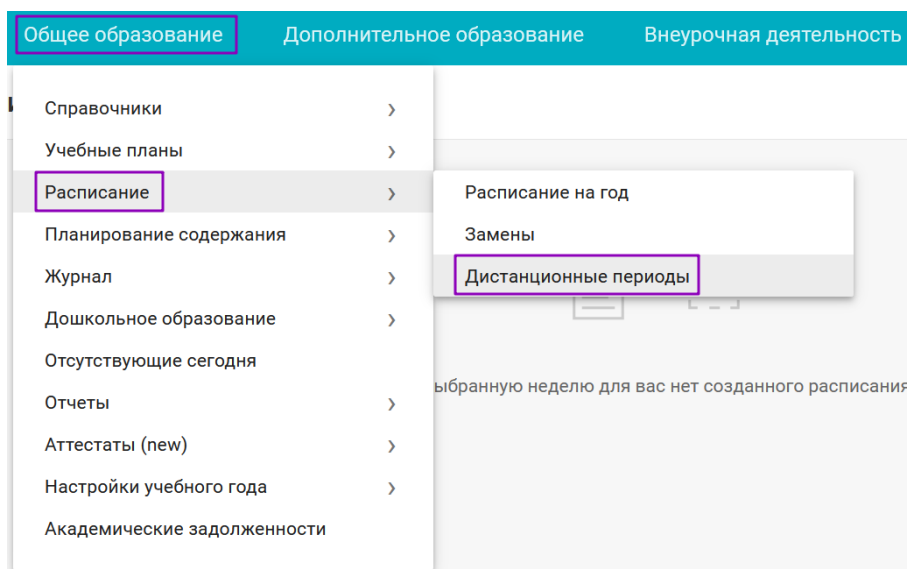 Общее образование Дополнительное образование Внеурочная деятельность
Справочники
Учебные планы
Расписание
Расписание на год
Планирование содержания
Замены
Журнал
Дистанционные периоды
Дошкольное образование
Отсутствующие сегодня
ыбранную неделю для вас нет созданного расписания
Отчеты
Аттестаты (new)
Настройки учебного года
Академические задолженности